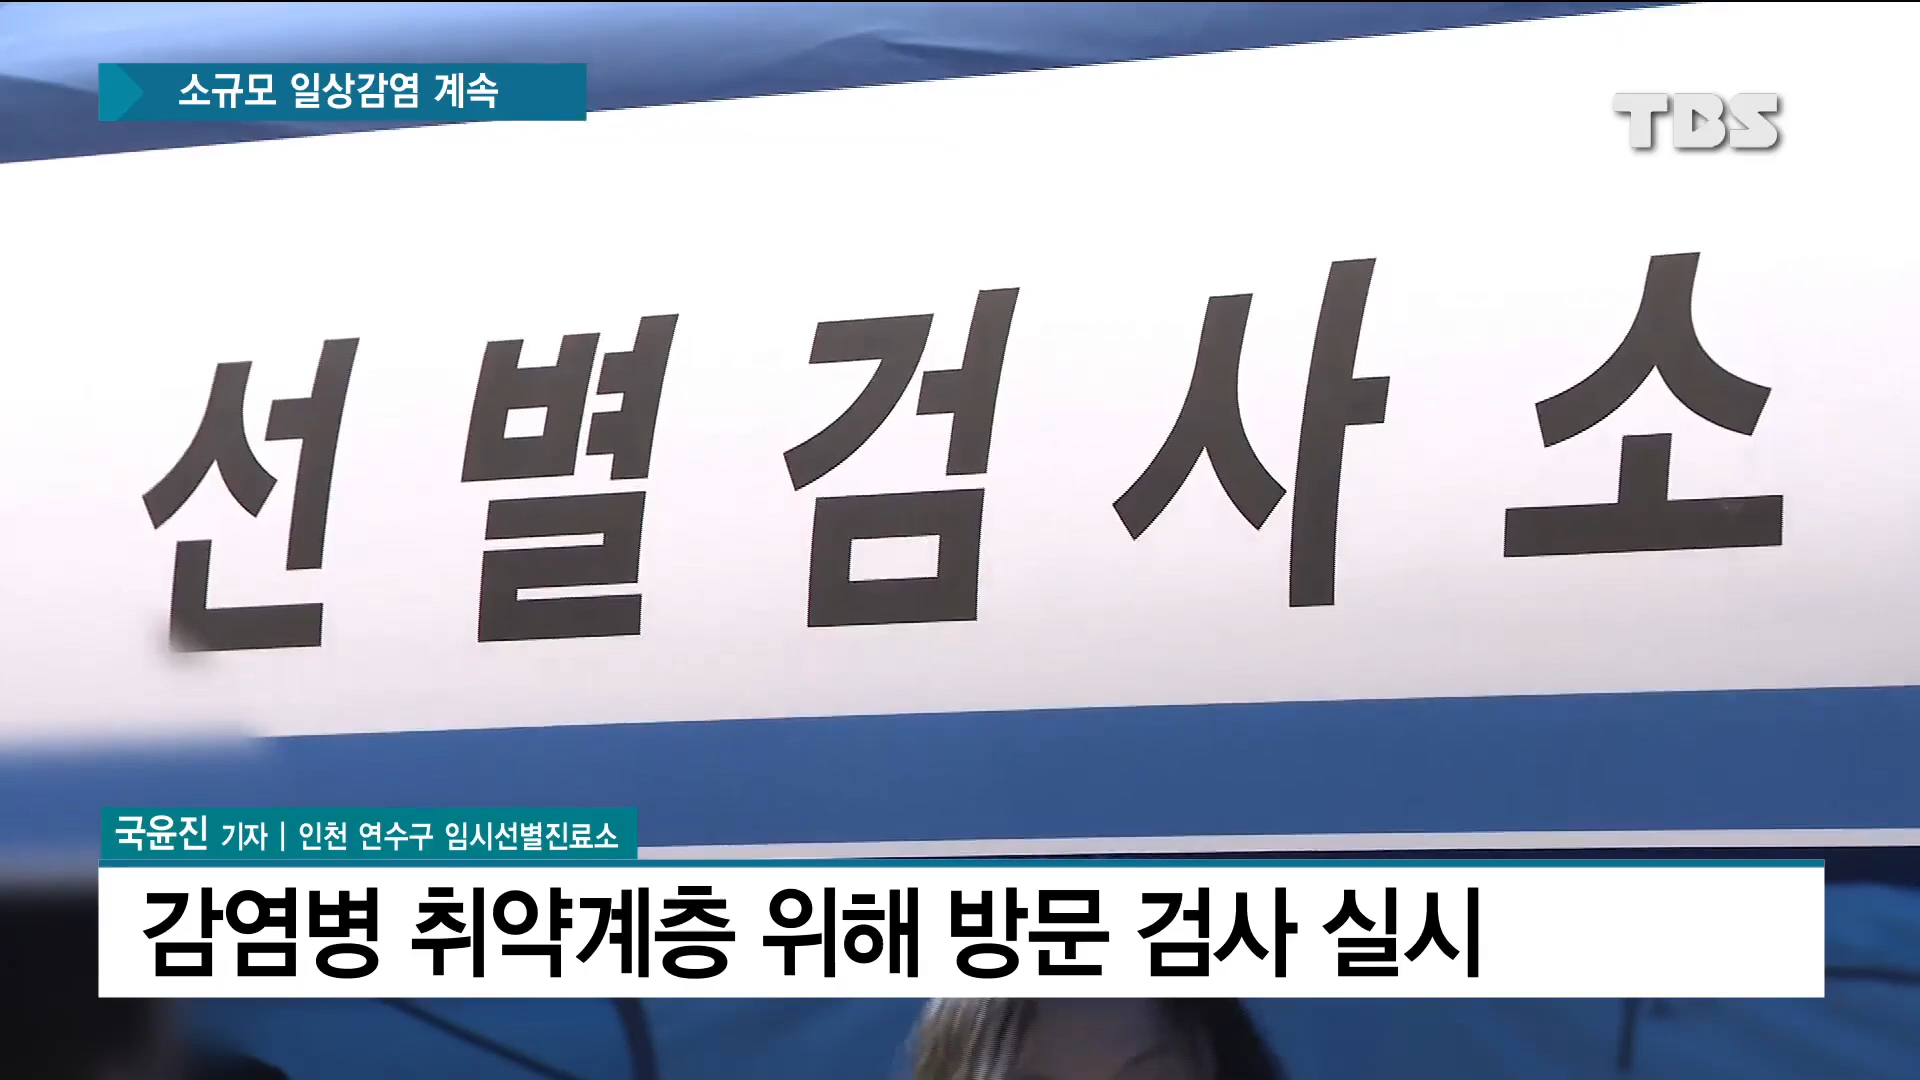 소규모 일상감염 계속
TBS
선별검사소
국윤진 기자 | 인천 연수구 임시선별진료소
감염병 취약계층 위해 방문 검사 실시